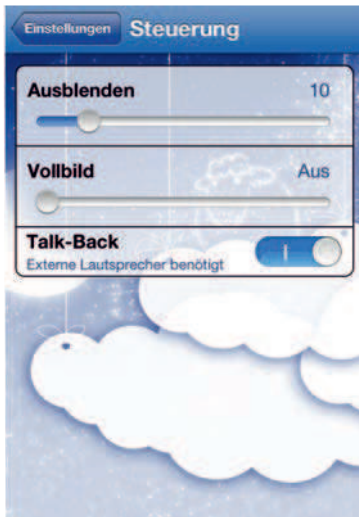 Einstellungen Steuerung
Ausblenden 10
Vollbild Aus
Talk-Back
Externe Lautsprecher benötigt